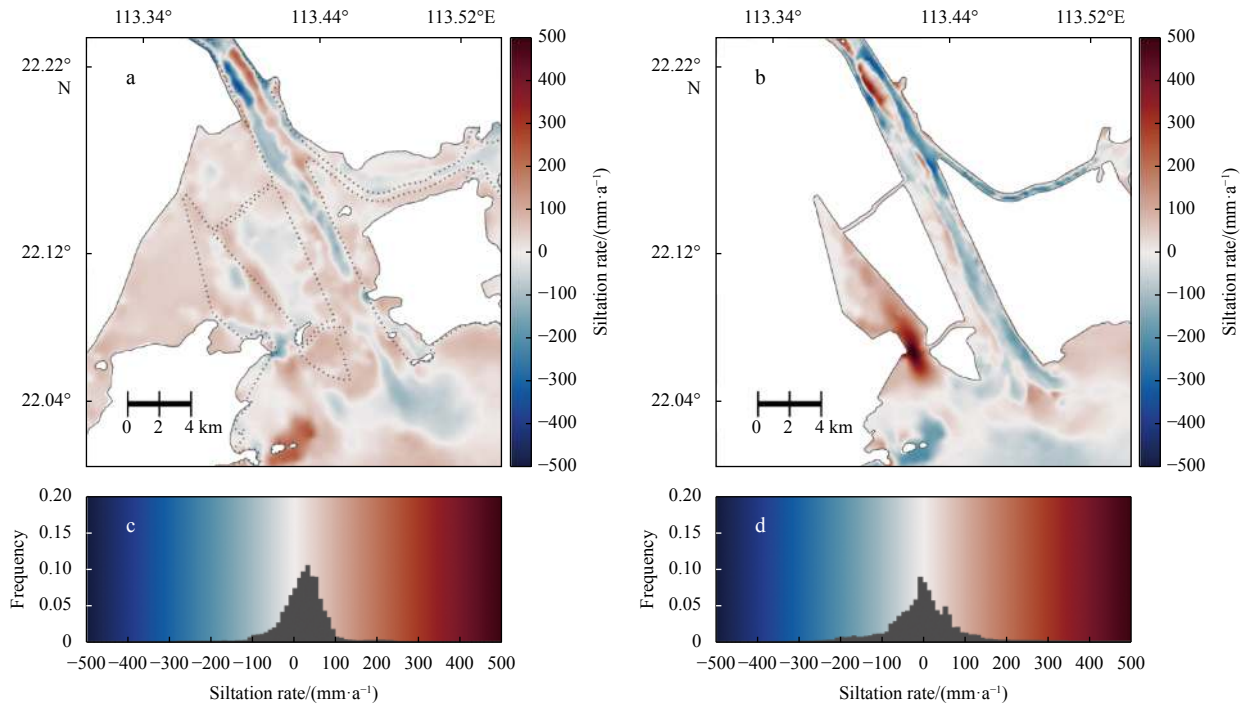 113.34° 113.44° 113.52°E
113.34° 113.44° 113.52°E
22.22°
N
22.12°
22.04°
a
0 2 4 km
500
400
300
200
100
0
−100
−200
−300
−400
−500
Siltation rate/(mm·a⁻¹)
22.22°
N
22.12°
22.04°
b
0 2 4 km
500
400
300
200
100
0
−100
−200
−300
−400
−500
Siltation rate/(mm·a⁻¹)
0.20
0.15
0.10
0.05
0
Frequency
c
−500 −400 −300 −200 −100 0 100 200 300 400 500
Siltation rate/(mm·a⁻¹)
0.20
0.15
0.10
0.05
0
Frequency
d
−500 −400 −300 −200 −100 0 100 200 300 400 500
Siltation rate/(mm·a⁻¹)